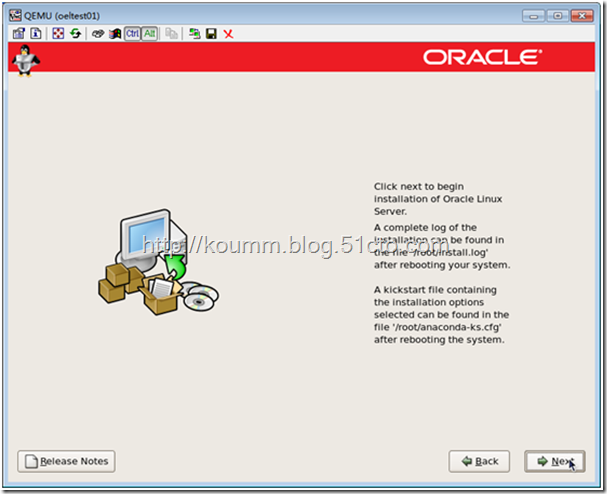 QEMU (oeltest01)
Ctrl Alt
ORACLE
Click next to begin
installation of Oracle Linux
Server.
A complete log of the
installation can be found in
the file '/root/install.log'
after rebooting your system.
http://koumm.blog.51cto.com
A kickstart file containing
the installation options
selected can be found in the
file '/root/anaconda-ks.cfg'
after rebooting the system.
Release Notes
Back
Next